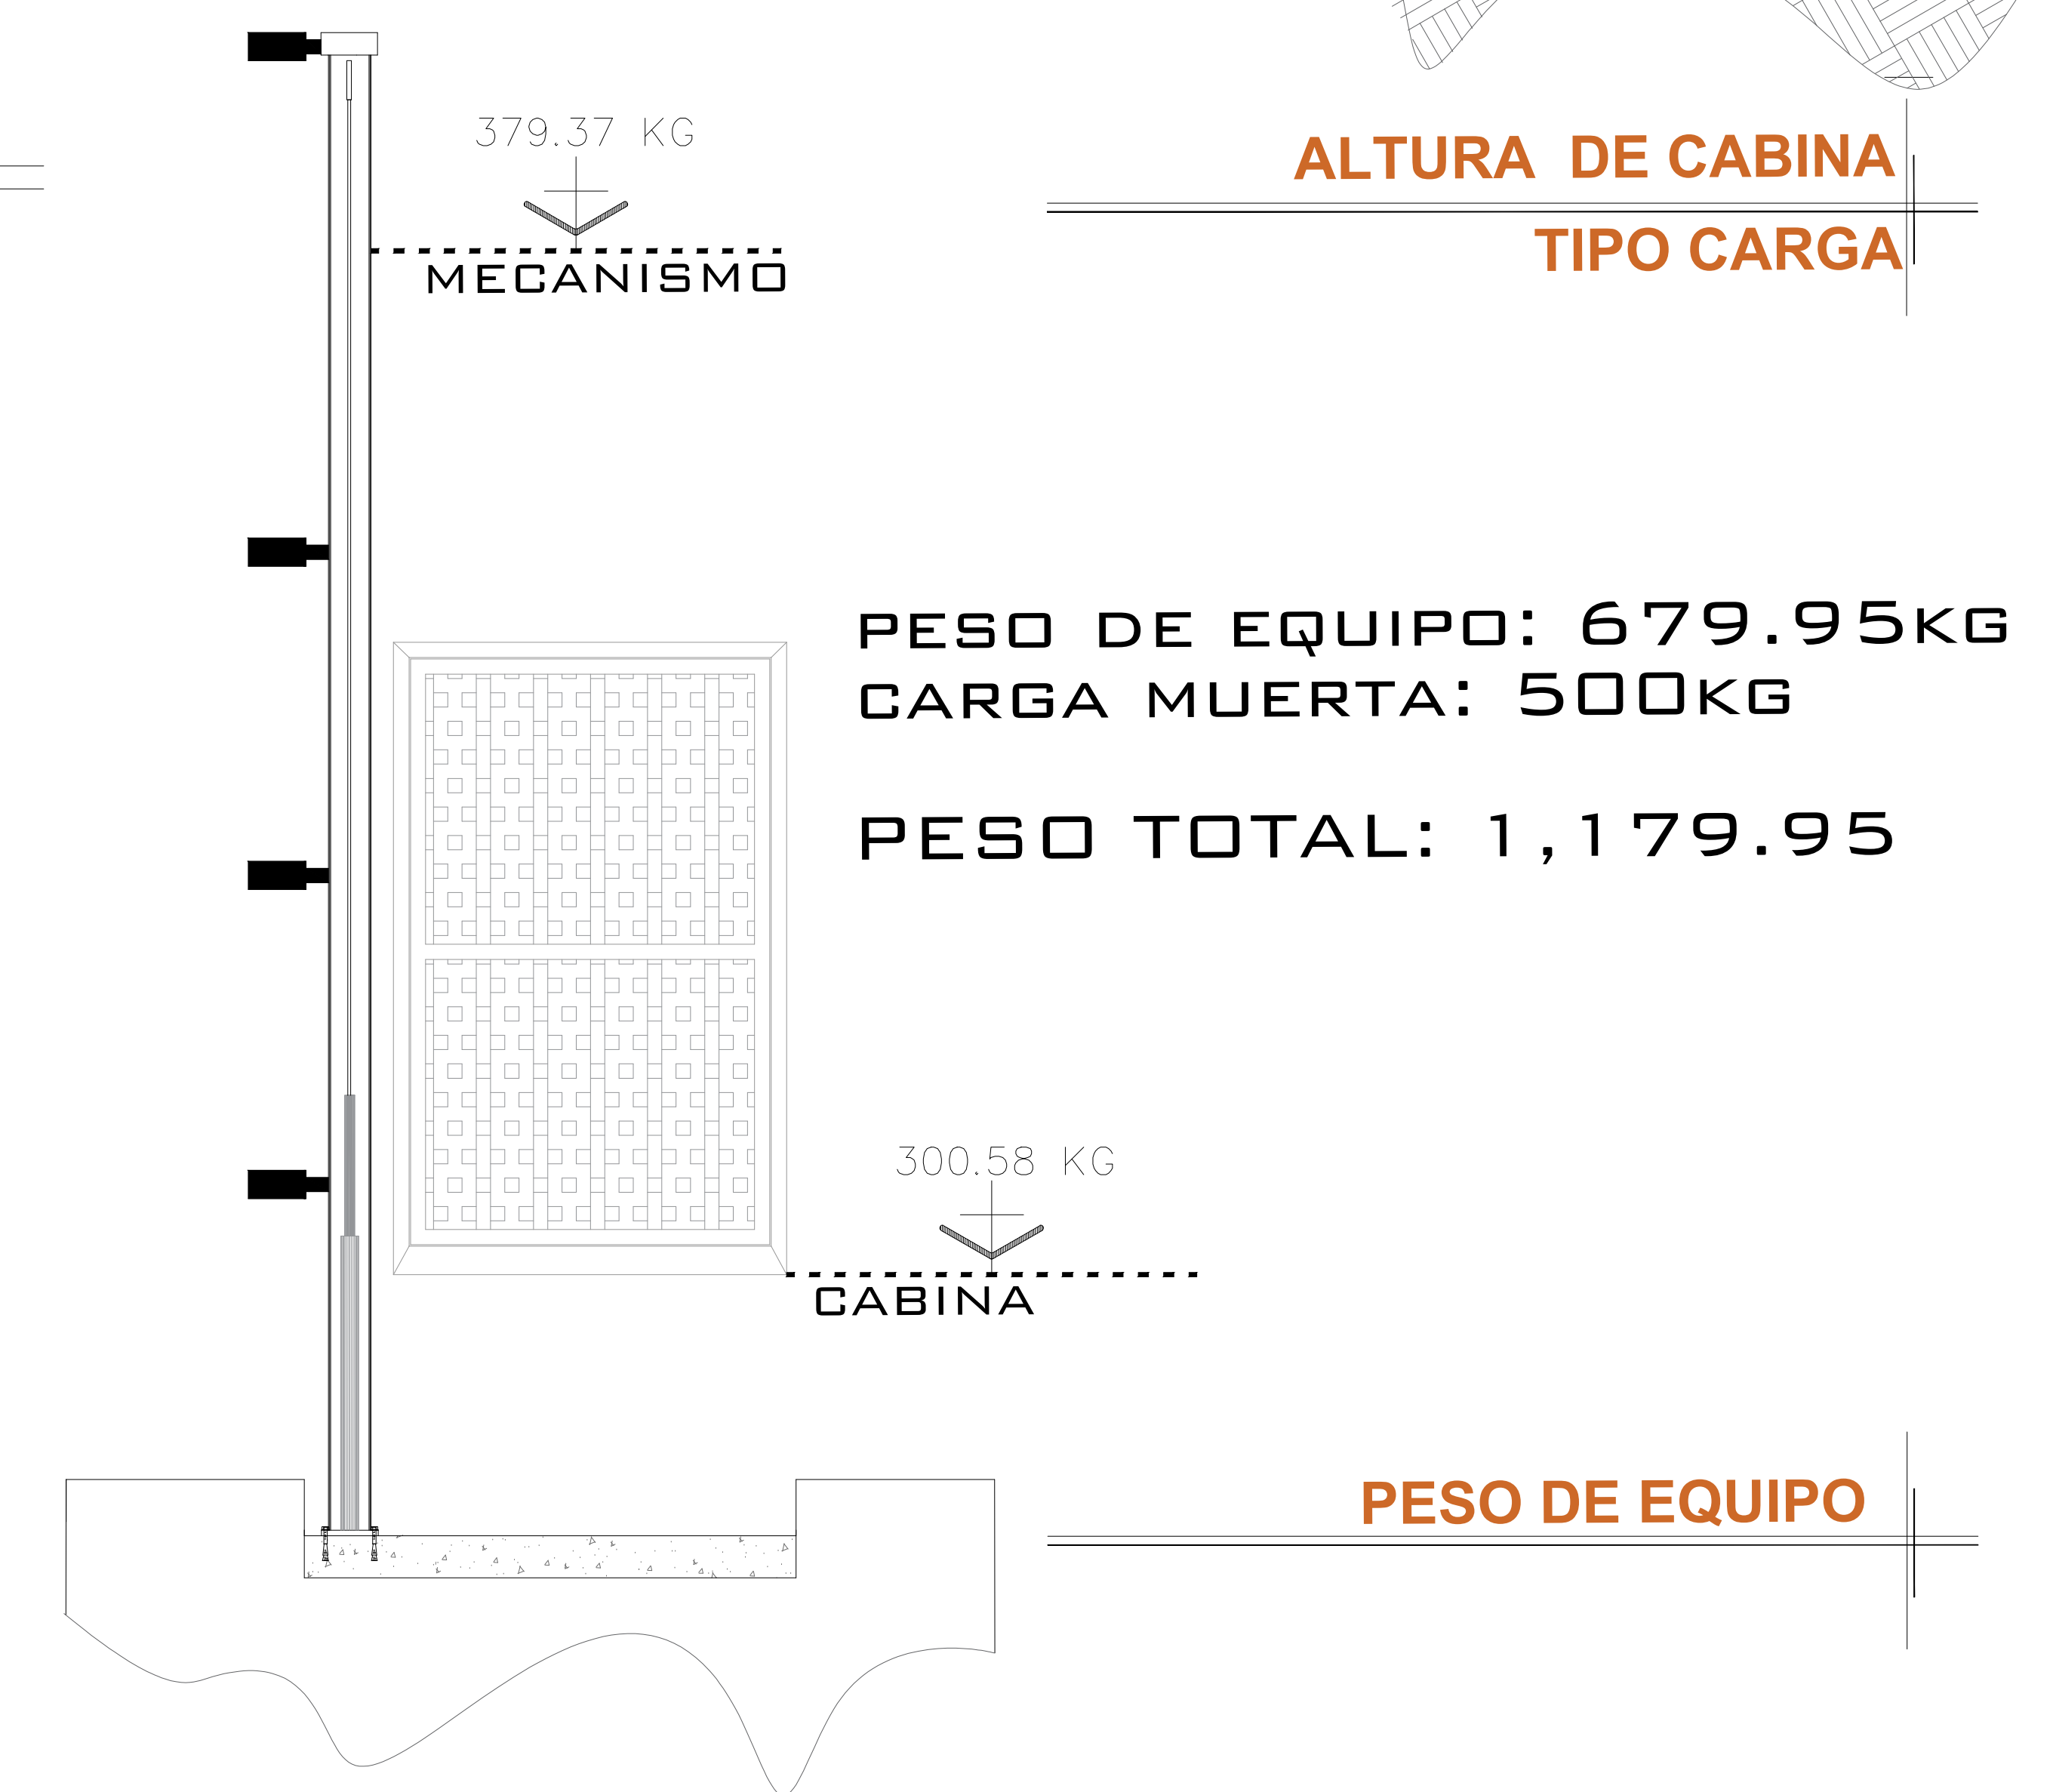 379.37 KG
MECANISMO
ALTURA DE CABINA
TIPO CARGA
PESO DE EQUIPO: 679.95KG
CARGA MUERTA: 500KG
PESO TOTAL: 1,179.95
300.58 KG
CABINA
PESO DE EQUIPO